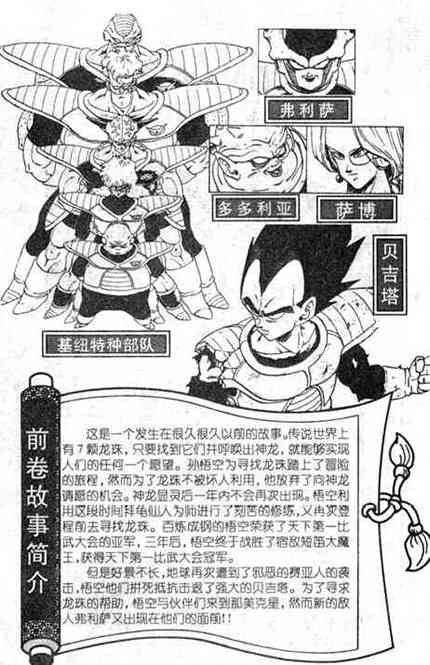 弗利萨
多多利亚
萨博
贝吉塔
基纽特种部队
前卷故事简介
这是一个发生在很久很久以前的故事。传说世界上
有7颗龙珠，只要找到它们并呼唤出神龙，就能够实现
人们的任何一个愿望。孙悟空为寻找龙珠踏上了冒险
的旅程，然而为了龙珠不被坏人利用，他放弃了向神龙
请愿的机会。神龙显灵后一年内不会再次出现。悟空利
用这段时间拜龟仙人为师进行了刻苦的修练，义再次登
程前去寻找龙珠。百炼成钢的悟空荣获了天下第一比
武大会的亚军，三年后，悟空终于战胜了宿敌短笛大魔
王，获得天下第一比武大会冠军。
但是好景不长，地球再次遭到了邪恶的赛亚人的袭
击，悟空他们拼死抵抗击退了强大的贝吉塔。为了寻求
龙珠的帮助，悟空与伙伴们来到那美克星，然而新的敌
人弗利萨又出现在他们的面前!!